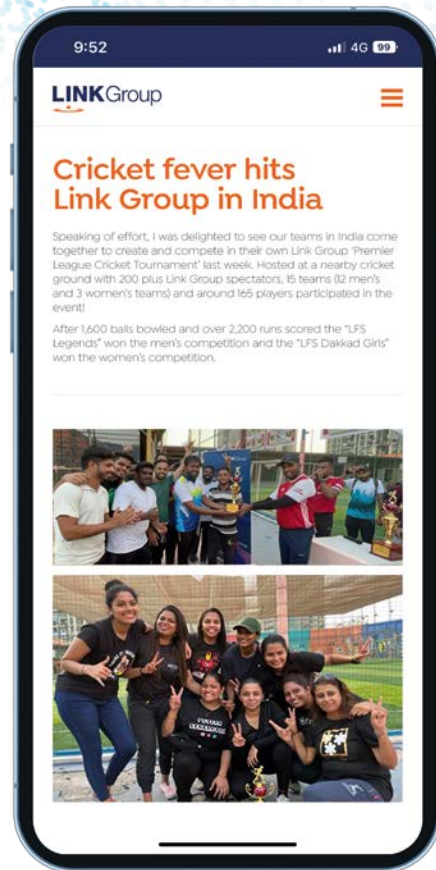 9:52
4G 99
LINKGroup
Cricket fever hits
Link Group in India
Speaking of effort, I was delighted to see our teams in India come
together to create and compete in their own Link Group 'Premier
League Cricket Tournament' last week. Hosted at a nearby cricket
ground with 200 plus Link Group spectators, 15 teams (12 men's
and 3 women's teams) and around 165 players participated in the
event!
After 1,600 balls bowled and over 2,200 runs scored the "LFS
Legends" won the men's competition and the "LFS Dakkad Girls"
won the women's competition.